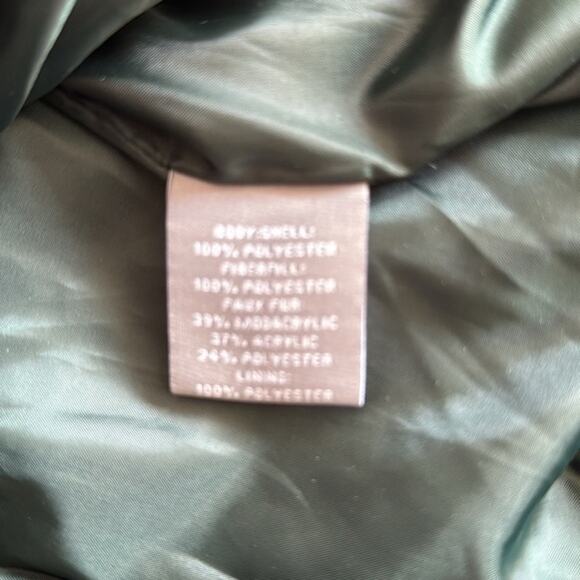 BODY:SHELL:
100% POLYESTER
FIBERFILL:
100% POLYESTER
FAUX FUR
39% MODACRYLIC
37% ACRYLIC
24% POLYESTER
LINING:
100% POLYESTER